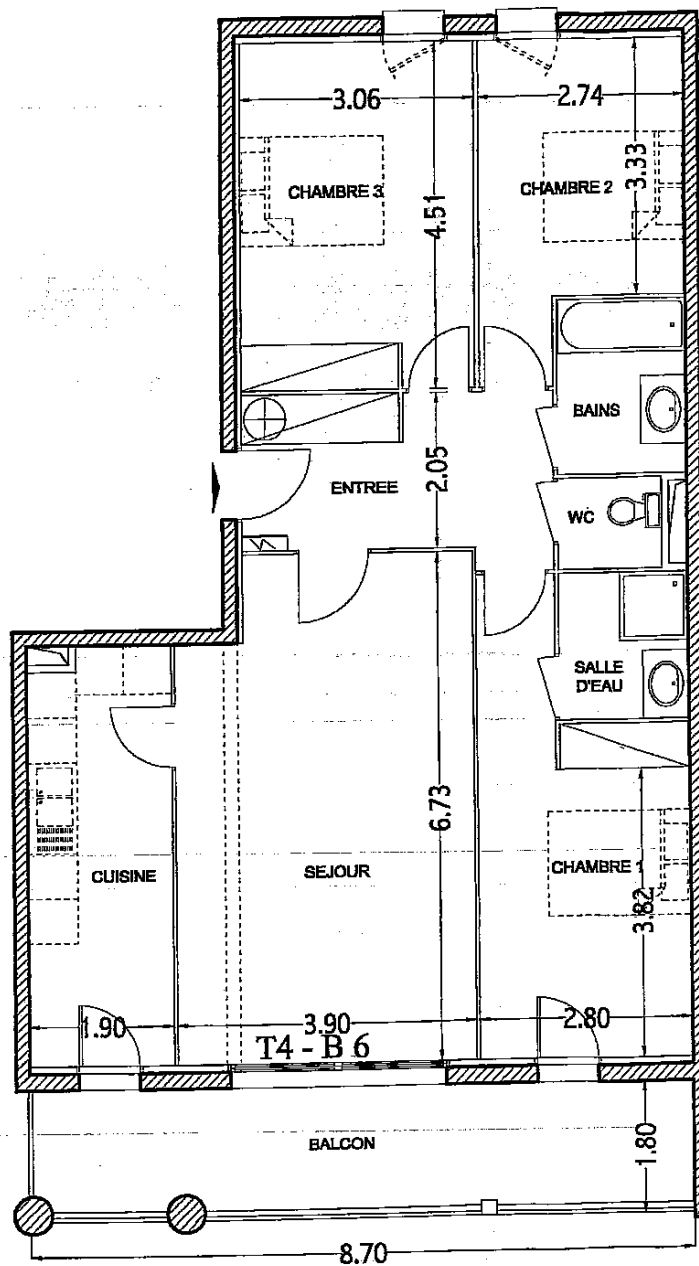 3.06
2.74
3.33
CHAMBRE 3
CHAMBRE 2
4.51
BAINS
2.05
ENTREE
WC
SALLE
D'EAU
6.73
CUISINE
SEJOUR
CHAMBRE 1
3.82
1.90
3.90
2.80
T4 - B 6
BALCON
1.80
8.70